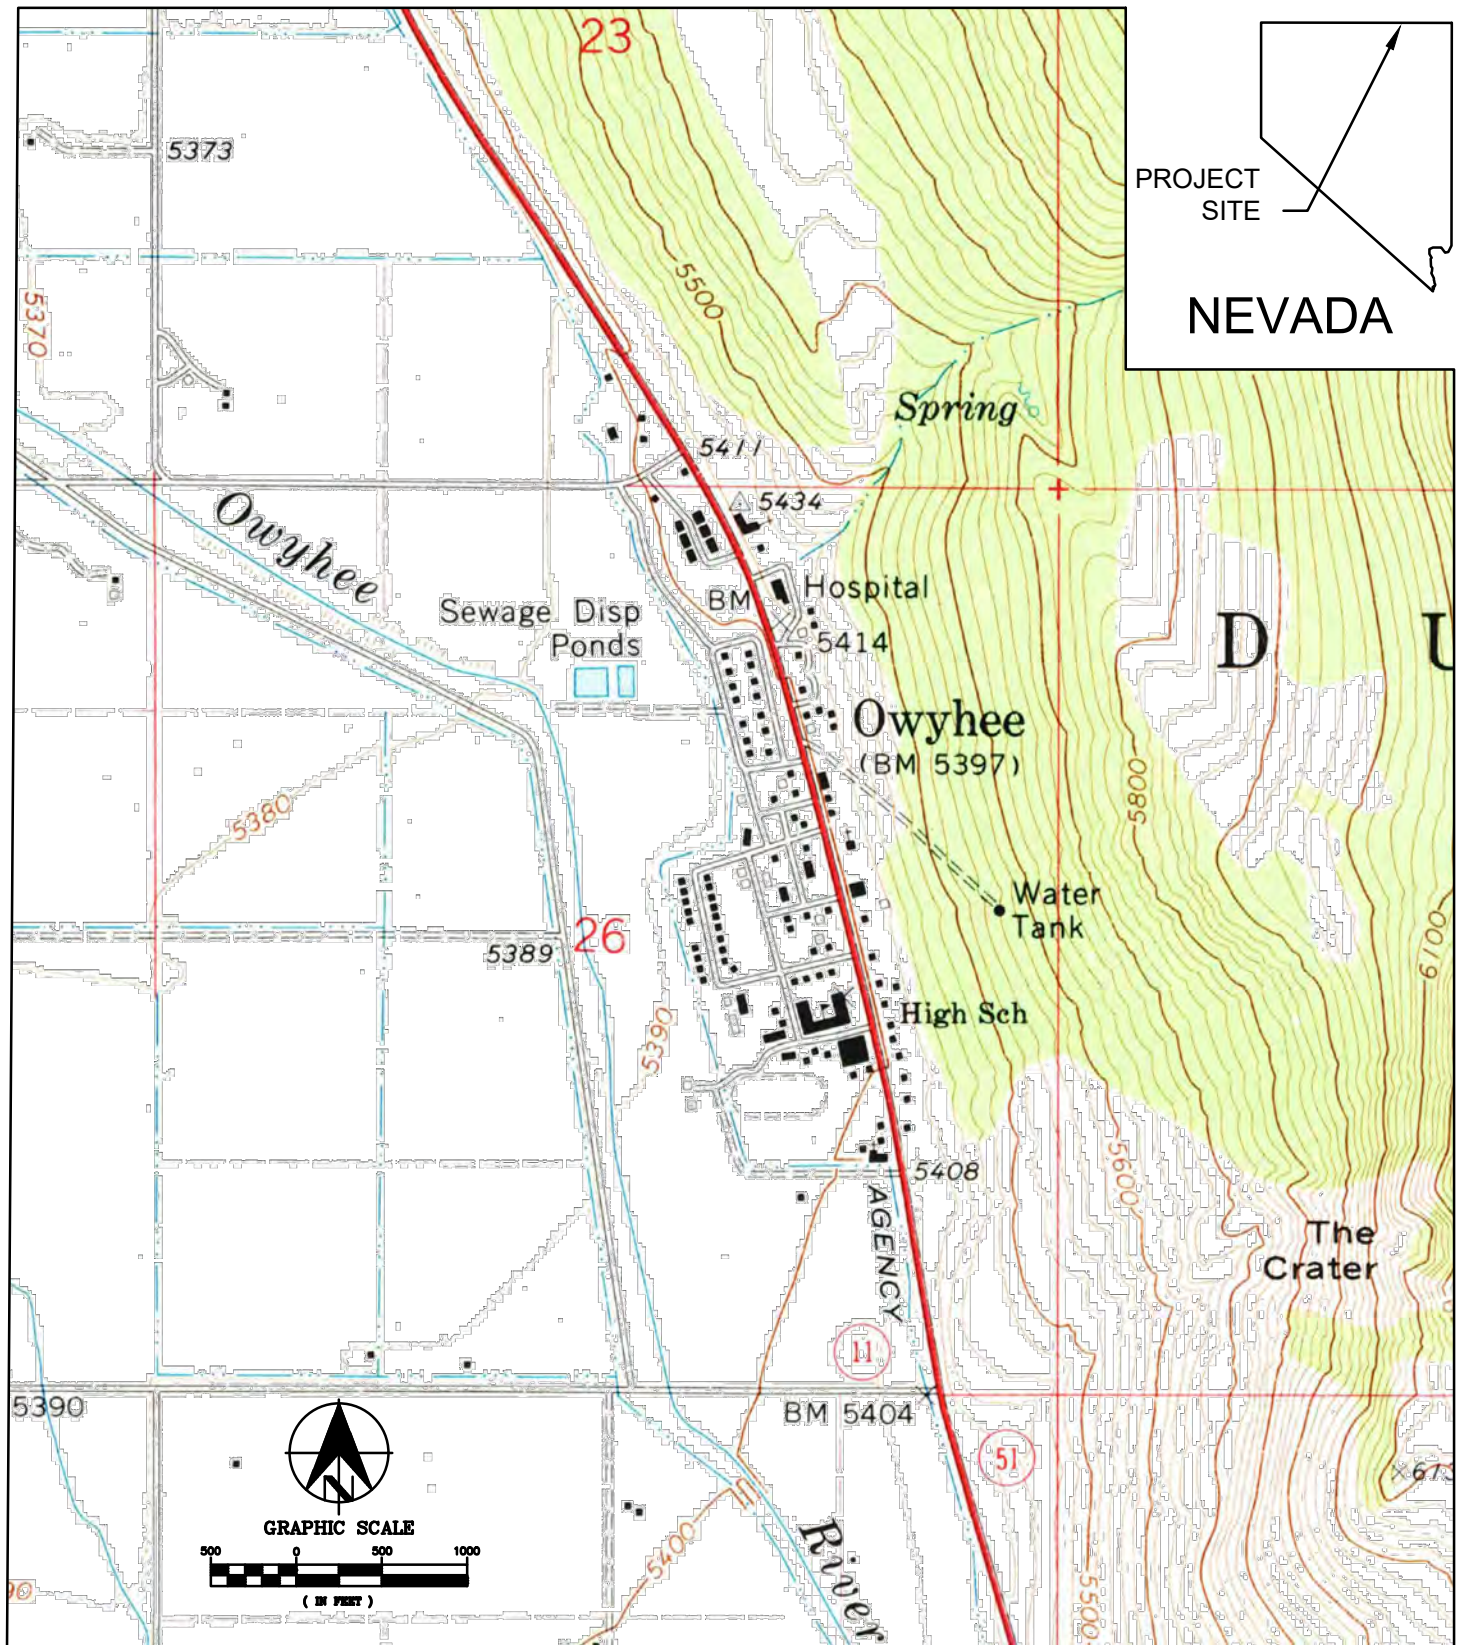 23
5373
PROJECT
SITE
NEVADA
5500
5370
Spring
5411
5434
Owyhee
Hospital
BM
5414
Sewage Disp
Ponds
D
Owyhee
(BM 5397)
5800
5380
Water
Tank
26
5389
6100
High Sch
5390
5408
5600
AGENCY
The
Crater
11
5390
BM 5404
51
N
GRAPHIC SCALE
500 0 500 1000
( IN FEET )
River
5400
5500